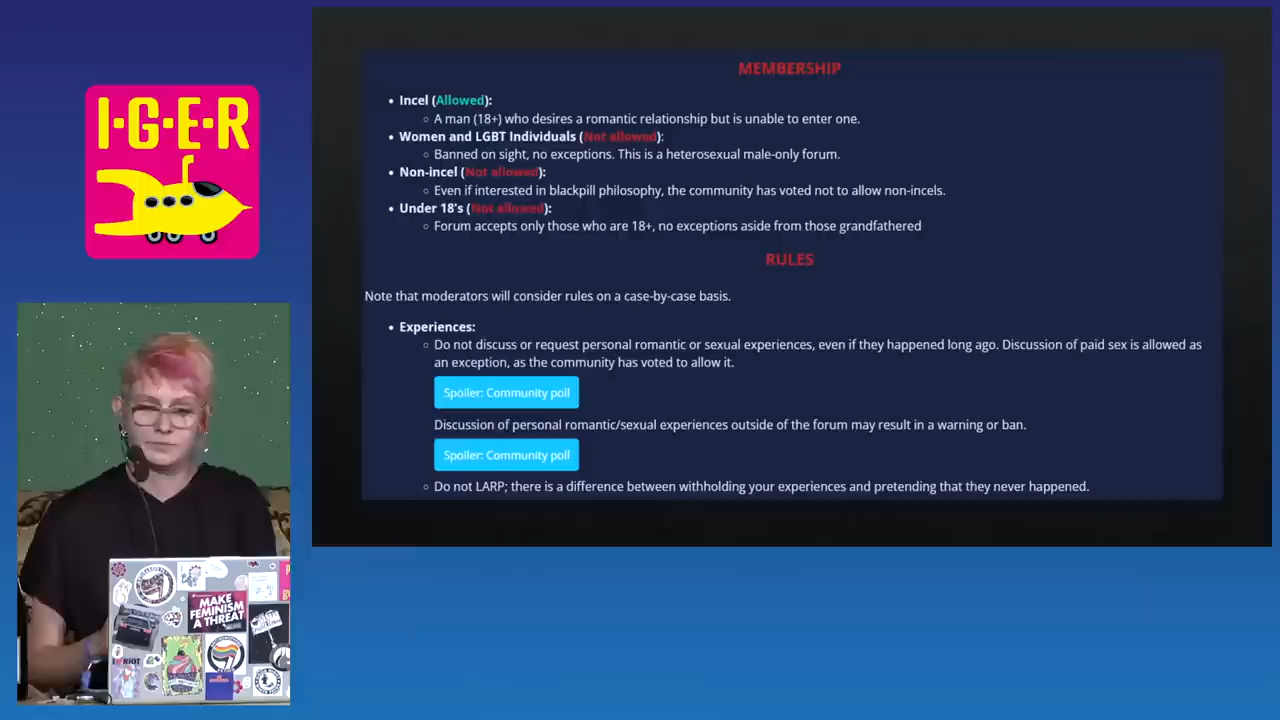 I·G·E·R
MEMBERSHIP
Incel (Allowed):
A man (18+) who desires a romantic relationship but is unable to enter one.
Women and LGBT Individuals (Not allowed):
Banned on sight, no exceptions. This is a heterosexual male-only forum.
Non-incel (Not allowed):
Even if interested in blackpill philosophy, the community has voted not to allow non-incels.
Under 18's (Not allowed):
Forum accepts only those who are 18+, no exceptions aside from those grandfathered
RULES
Note that moderators will consider rules on a case-by-case basis.
Experiences:
Do not discuss or request personal romantic or sexual experiences, even if they happened long ago. Discussion of paid sex is allowed as
an exception, as the community has voted to allow it.
Spoiler: Community poll
Discussion of personal romantic/sexual experiences outside of the forum may result in a warning or ban.
Spoiler: Community poll
Do not LARP; there is a difference between withholding your experiences and pretending that they never happened.
MAKE
FEMINISM
A THREAT
RIOT